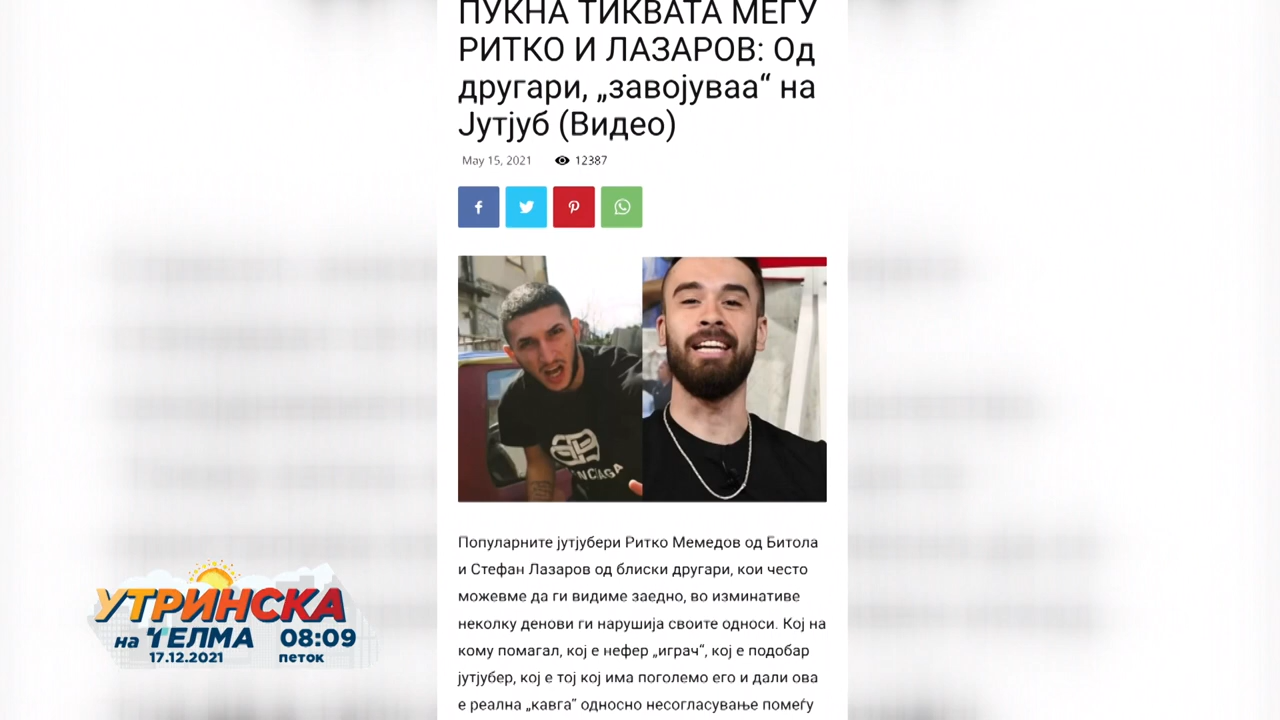 ПУКНА ТИКВАТА МЕГУ
РИТКО И ЛАЗАРОВ: Од
другари, „завојуваа“ на
Јутјуб (Видео)
May 15, 2021 12387
Популарните јутјубери Ритко Мемедов од Битола
и Стефан Лазаров од блиски другари, кои често
можевме да ги видиме заедно, во изминативе
неколку денови ги нарушија своите односи. Кој на
кому помагал, кој е нефер „играч“, кој е подобар
јутјубер, кој е тој кој има поголемо его и дали ова
е реална „кавга” односно несогласување помеѓу
УТРИНСКА
на ТЕЛМА 08:09
17.12.2021 петок